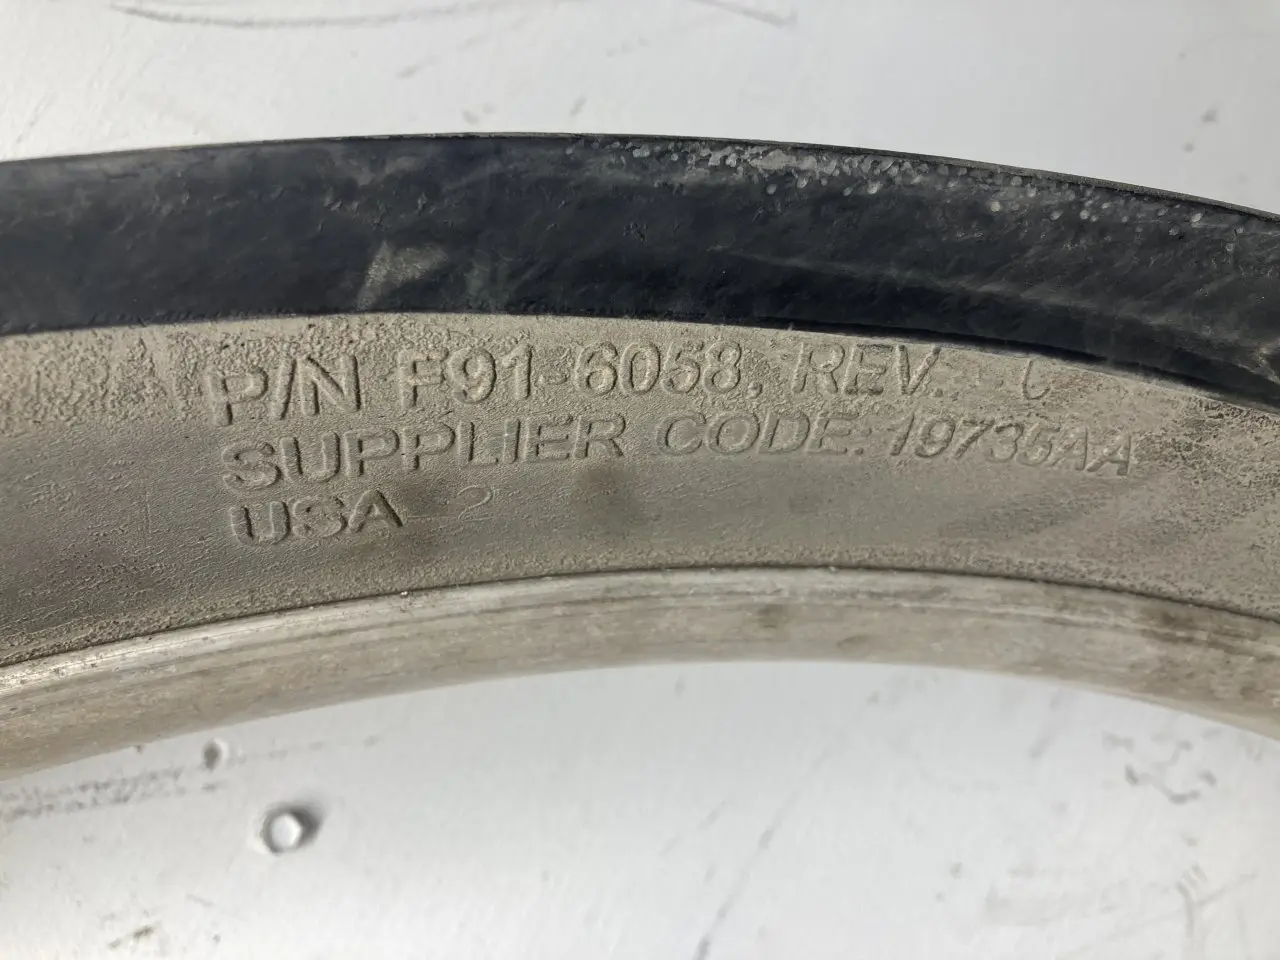 P/N F91-6058, REV. C
SUPPLIER CODE: 19735AA
USA 2